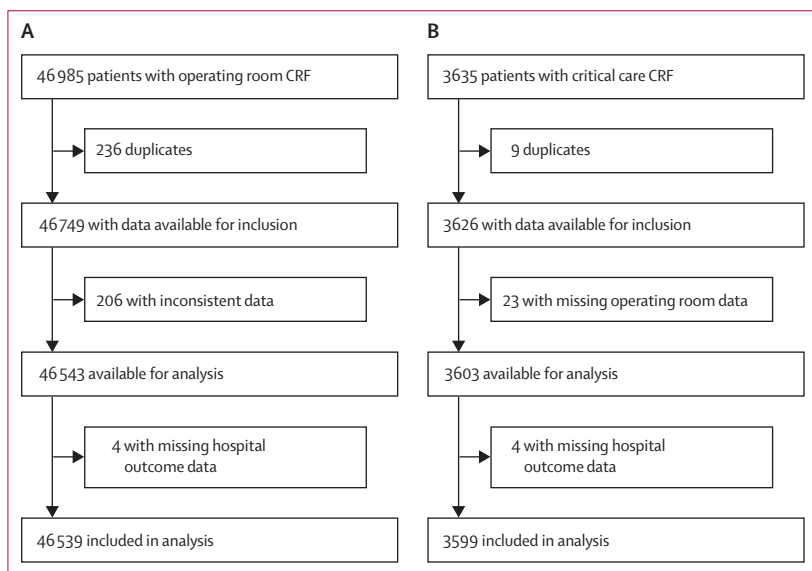 A
46 985 patients with operating room CRF
236 duplicates
46 749 with data available for inclusion
206 with inconsistent data
46 543 available for analysis
4 with missing hospital
outcome data
46 539 included in analysis
B
3635 patients with critical care CRF
9 duplicates
3626 with data available for inclusion
23 with missing operating room data
3603 available for analysis
4 with missing hospital
outcome data
3599 included in analysis